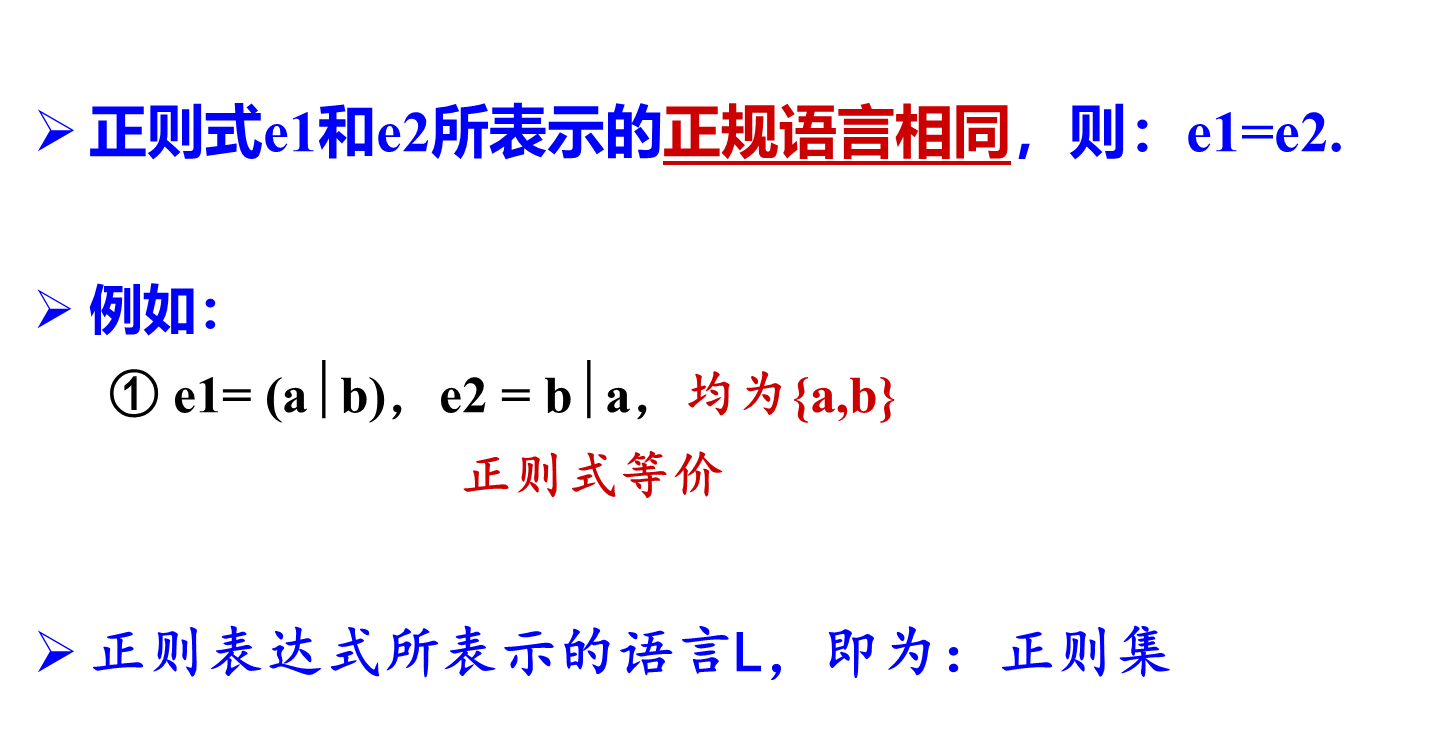 ➢ 正则式e1和e2所表示的正规语言相同，则：e1=e2.
➢ 例如：
① e1= (a│b)，e2 = b│a，均为{a,b}
正则式等价
➢ 正则表达式所表示的语言L，即为：正则集